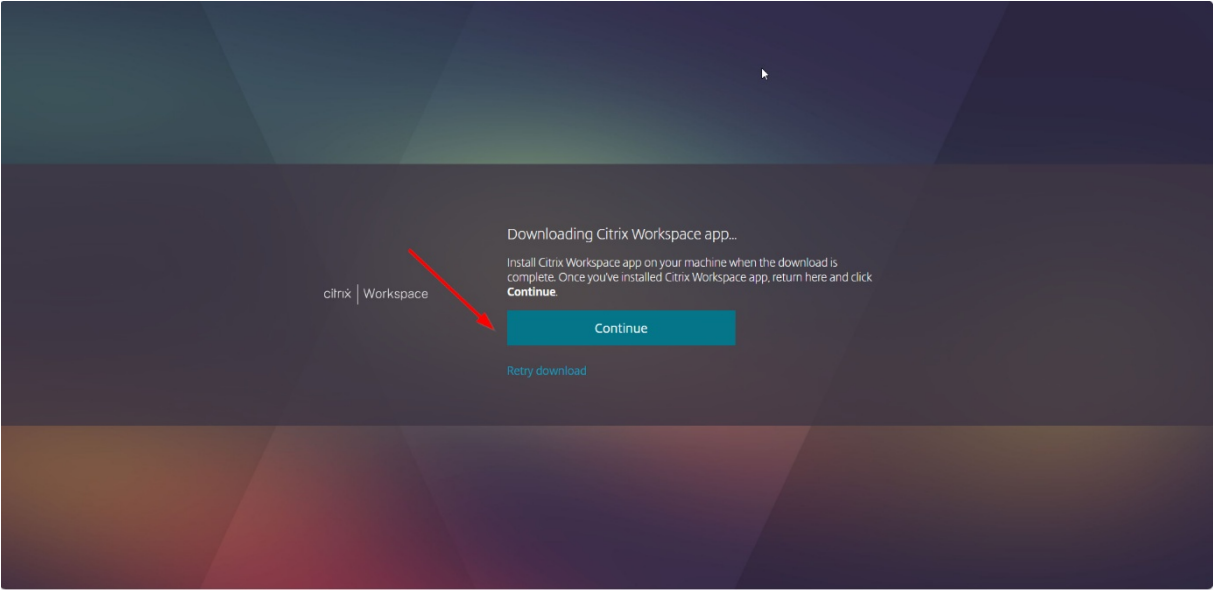 Downloading Citrix Workspace app...
Install Citrix Workspace app on your machine when the download is
complete. Once you've installed Citrix Workspace app, return here and click
Continue.
citrix | Workspace
Continue
Retry download